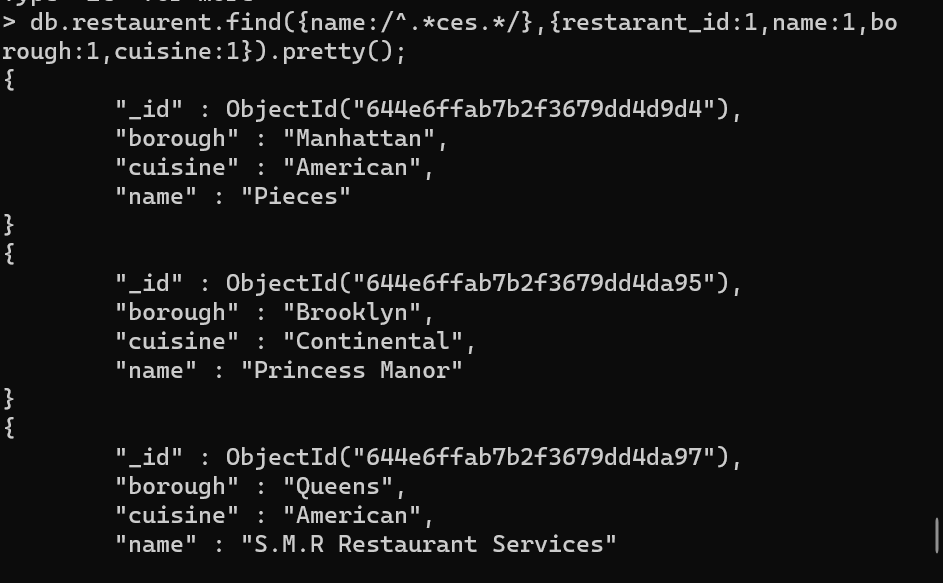 > db.restaurent.find({name:/^.*ces.*/},{restarant_id:1,name:1,bo
rough:1,cuisine:1}).pretty();
{
"_id" : ObjectId("644e6ffab7b2f3679dd4d9d4"),
"borough" : "Manhattan",
"cuisine" : "American",
"name" : "Pieces"
}
{
"_id" : ObjectId("644e6ffab7b2f3679dd4da95"),
"borough" : "Brooklyn",
"cuisine" : "Continental",
"name" : "Princess Manor"
}
{
"_id" : ObjectId("644e6ffab7b2f3679dd4da97"),
"borough" : "Queens",
"cuisine" : "American",
"name" : "S.M.R Restaurant Services"